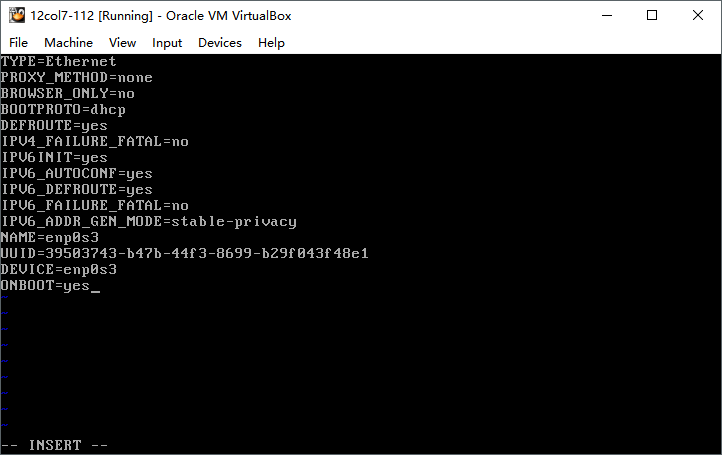 12col7-112 [Running] - Oracle VM VirtualBox
File Machine View Input Devices Help
TYPE=Ethernet
PROXY_METHOD=none
BROWSER_ONLY=no
BOOTPROTO=dhcp
DEFROUTE=yes
IPV4_FAILURE_FATAL=no
IPV6INIT=yes
IPV6_AUTOCONF=yes
IPV6_DEFROUTE=yes
IPV6_FAILURE_FATAL=no
IPV6_ADDR_GEN_MODE=stable-privacy
NAME=enp0s3
UUID=39503743-b47b-44f3-8699-b29f043f48e1
DEVICE=enp0s3
ONBOOT=yes_
~
~
~
~
~
~
~
~
~
-- INSERT --